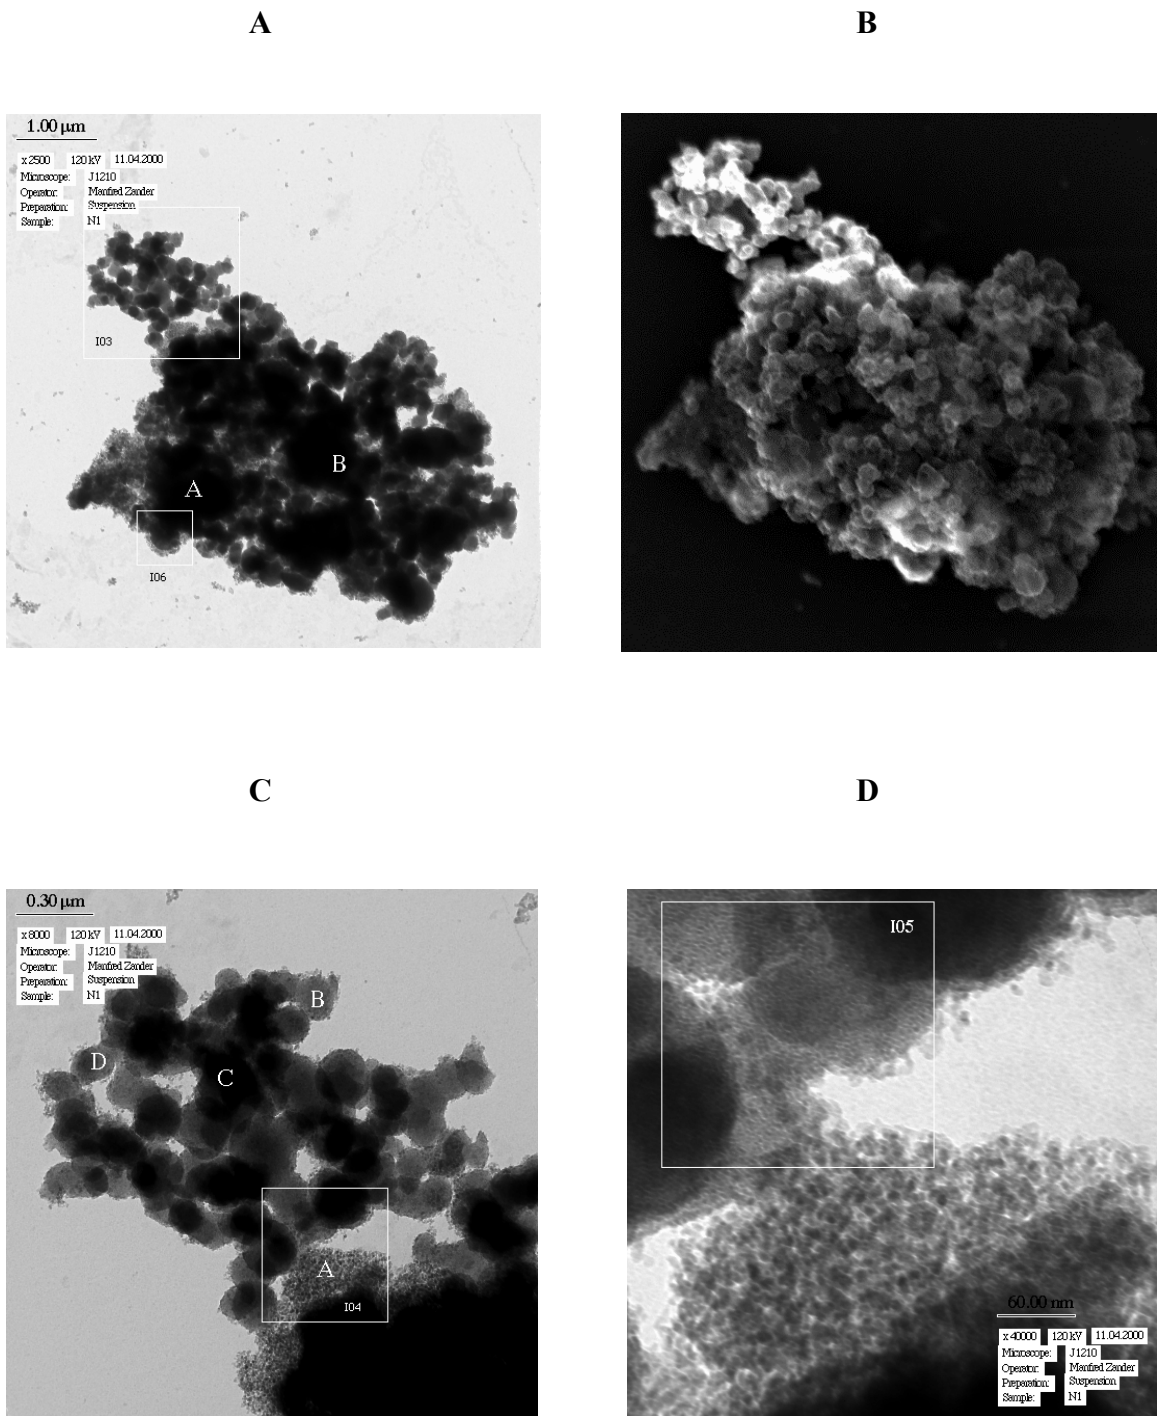 A
B
1.00 µm
x 2500 120 kV 11.04.2000
Microscope: J1210
Operator: Manfred Zander
Preparation: Suspension
Sample: N1
I03
B
A
I06
C
D
0.30 µm
x 8000 120 kV 11.04.2000
Microscope: J1210
Operator: Manfred Zander
Preparation: Suspension
Sample: N1
B
D
C
A
I04
I05
60.00 nm
x 40000 120 kV 11.04.2000
Microscope: J1210
Operator: Manfred Zander
Preparation: Suspension
Sample: N1